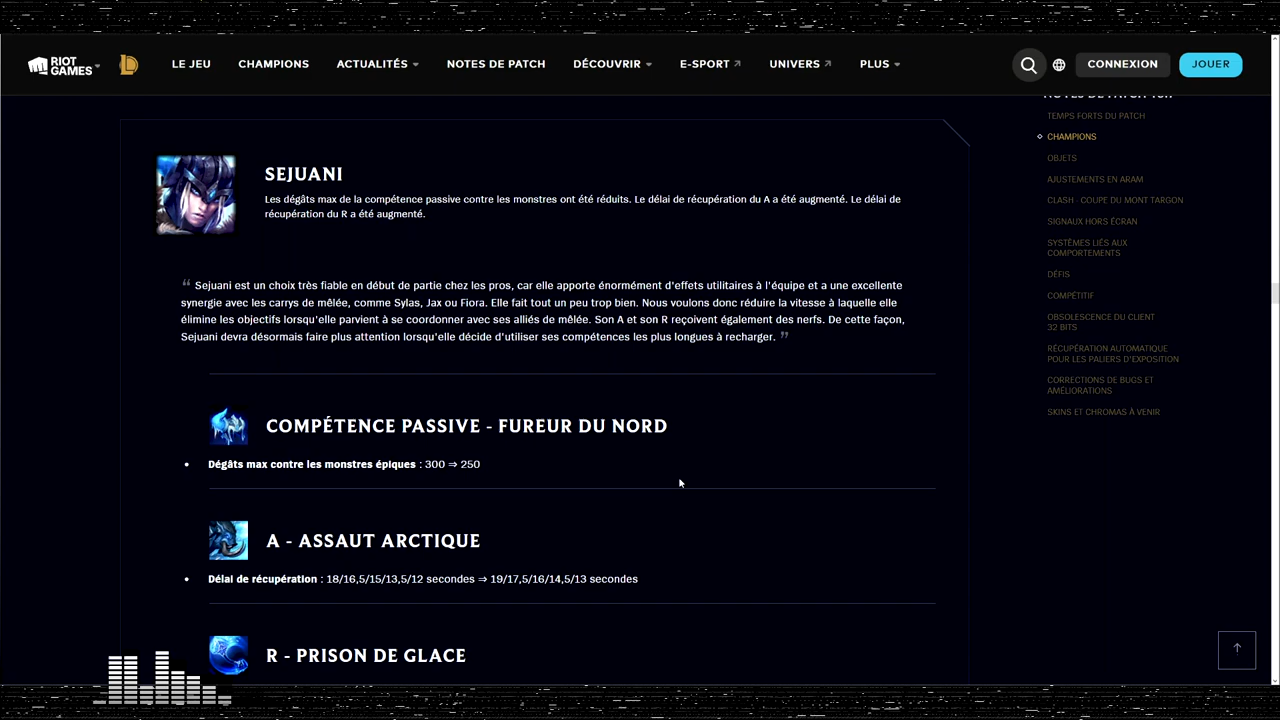 RIOT
GAMES
LE JEU
CHAMPIONS
ACTUALITÉS
NOTES DE PATCH
DÉCOUVRIR
E-SPORT
UNIVERS
PLUS
CONNEXION
JOUER
SEJUANI
Les dégâts max de la compétence passive contre les monstres ont été réduits. Le délai de récupération du A a été augmenté. Le délai de
récupération du R a été augmenté.
“ Sejuani est un choix très fiable en début de partie chez les pros, car elle apporte énormément d'effets utilitaires à l'équipe et a une excellente
synergie avec les carrys de mêlée, comme Sylas, Jax ou Fiora. Elle fait tout un peu trop bien. Nous voulons donc réduire la vitesse à laquelle elle
élimine les objectifs lorsqu'elle parvient à se coordonner avec ses alliés de mêlée. Son A et son R reçoivent également des nerfs. De cette façon,
Sejuani devra désormais faire plus attention lorsqu'elle décide d'utiliser ses compétences les plus longues à recharger. ”
COMPÉTENCE PASSIVE - FUREUR DU NORD
• Dégâts max contre les monstres épiques : 300 ⇒ 250
A - ASSAUT ARCTIQUE
• Délai de récupération : 18/16,5/15/13,5/12 secondes ⇒ 19/17,5/16/14,5/13 secondes
R - PRISON DE GLACE
TEMPS FORTS DU PATCH
CHAMPIONS
OBJETS
AJUSTEMENTS EN ARAM
CLASH - COUPE DU MONT TARGON
SIGNAUX HORS ÉCRAN
SYSTÈMES LIÉS AUX
COMPORTEMENTS
DÉFIS
COMPÉTITIF
OBSOLESCENCE DU CLIENT
32 BITS
RÉCUPÉRATION AUTOMATIQUE
POUR LES PALIERS D'EXPOSITION
CORRECTIONS DE BUGS ET
AMÉLIORATIONS
SKINS ET CHROMAS À VENIR